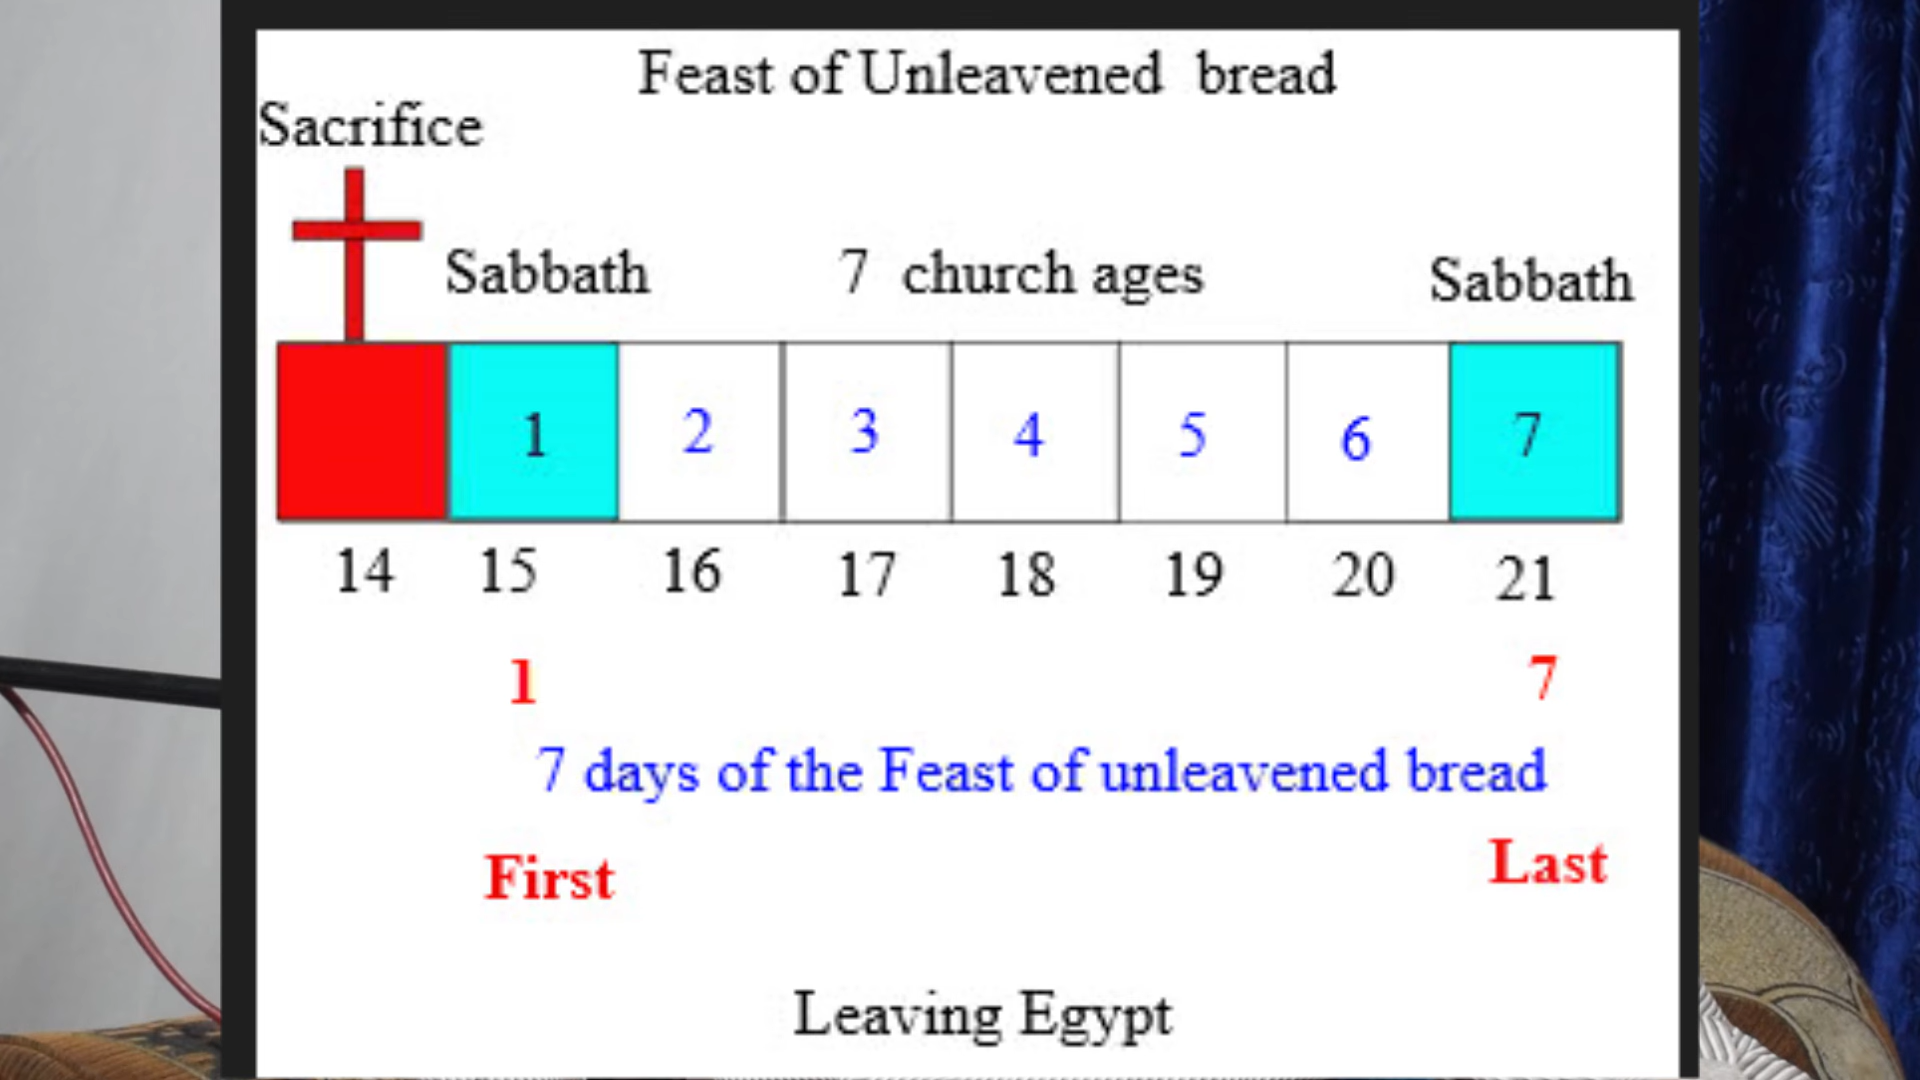 Feast of Unleavened bread
Sacrifice
Sabbath 7 church ages Sabbath
1 2 3 4 5 6 7
14 15 16 17 18 19 20 21
1 7
7 days of the Feast of unleavened bread
First Last
Leaving Egypt